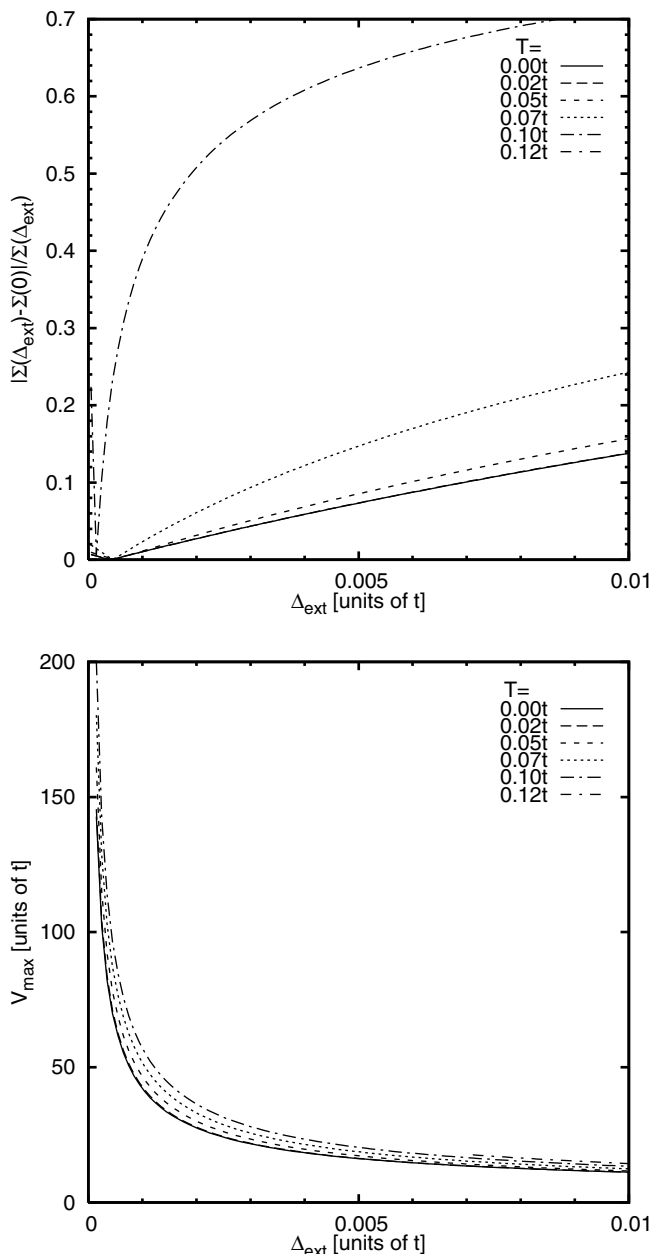 0.7
T=
0.00t
0.02t
0.05t
0.07t
0.10t
0.12t
0.6
0.5
0.4
0.3
0.2
0.1
0
|Σ(Δext)-Σ(0)|/Σ(Δext)
0 0.005 0.01
Δext [units of t]
200
T=
0.00t
0.02t
0.05t
0.07t
0.10t
0.12t
150
100
50
0
Vmax [units of t]
0 0.005 0.01
Δext [units of t]